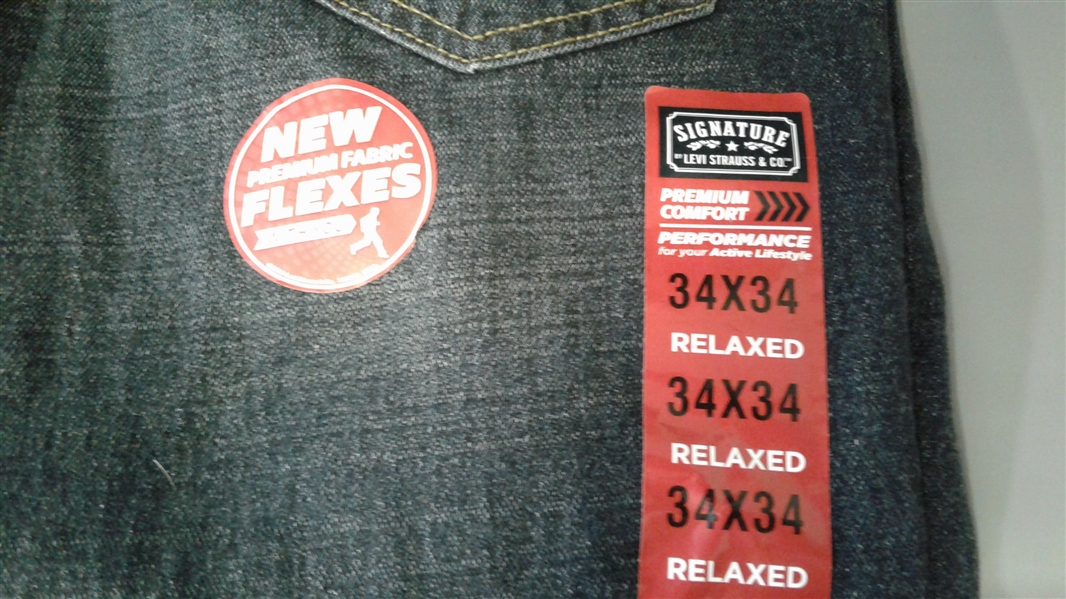 NEW
PREMIUM FABRIC
FLEXES
SIGNATURE
BY LEVI STRAUSS & CO.™
PREMIUM
COMFORT
PERFORMANCE
for your Active Lifestyle
34X34
RELAXED
34X34
RELAXED
34X34
RELAXED